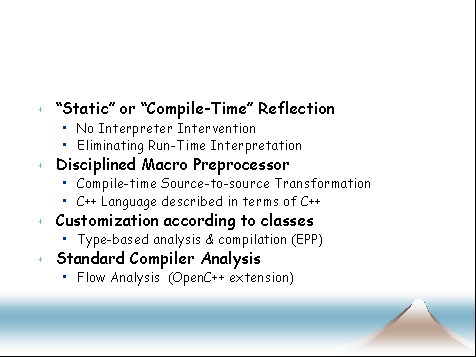 “Static” or “Compile-Time” Reflection
No Interpreter Intervention
Eliminating Run-Time Interpretation
Disciplined Macro Preprocessor
Compile-time Source-to-source Transformation
C++ Language described in terms of C++
Customization according to classes
Type-based analysis & compilation (EPP)
Standard Compiler Analysis
Flow Analysis (OpenC++ extension)